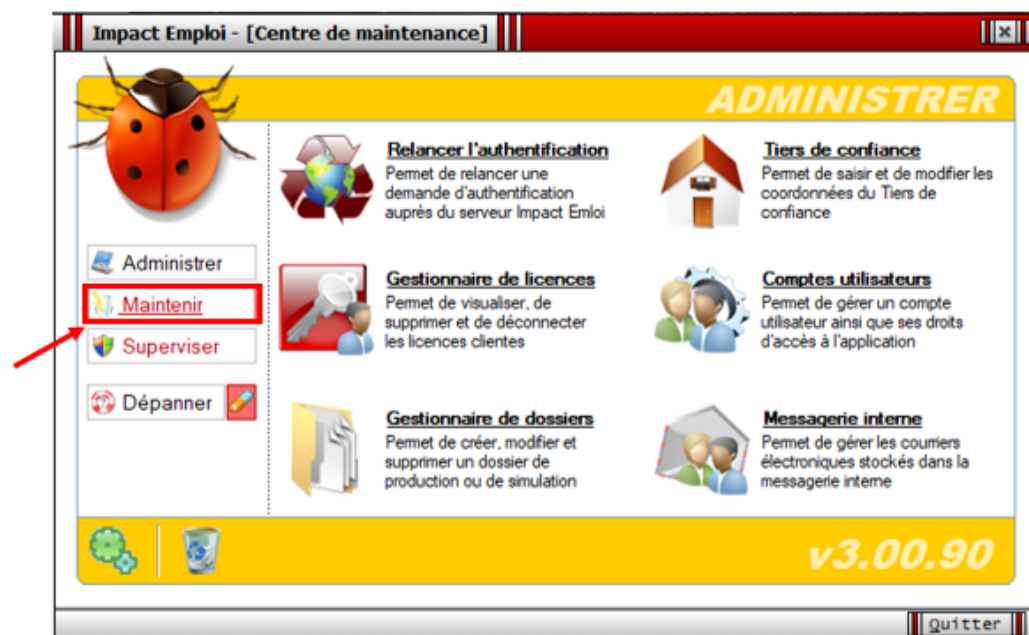 Impact Emploi - [Centre de maintenance]
ADMINISTRER
Relancer l'authentification
Permet de relancer une
demande d'authentification
auprès du serveur Impact Emloi
Tiers de confiance
Permet de saisir et de modifier les
coordonnées du Tiers de
confiance
Administrer
Maintenir
Superviser
Dépanner
Gestionnaire de licences
Permet de visualiser, de
supprimer et de déconnecter
les licences clientes
Comptes utilisateurs
Permet de gérer un compte
utilisateur ainsi que ses droits
d'accès à l'application
Gestionnaire de dossiers
Permet de créer, modifier et
supprimer un dossier de
production ou de simulation
Messagerie interne
Permet de gérer les courriers
électroniques stockés dans la
messagerie interne
v3.00.90
Quitter